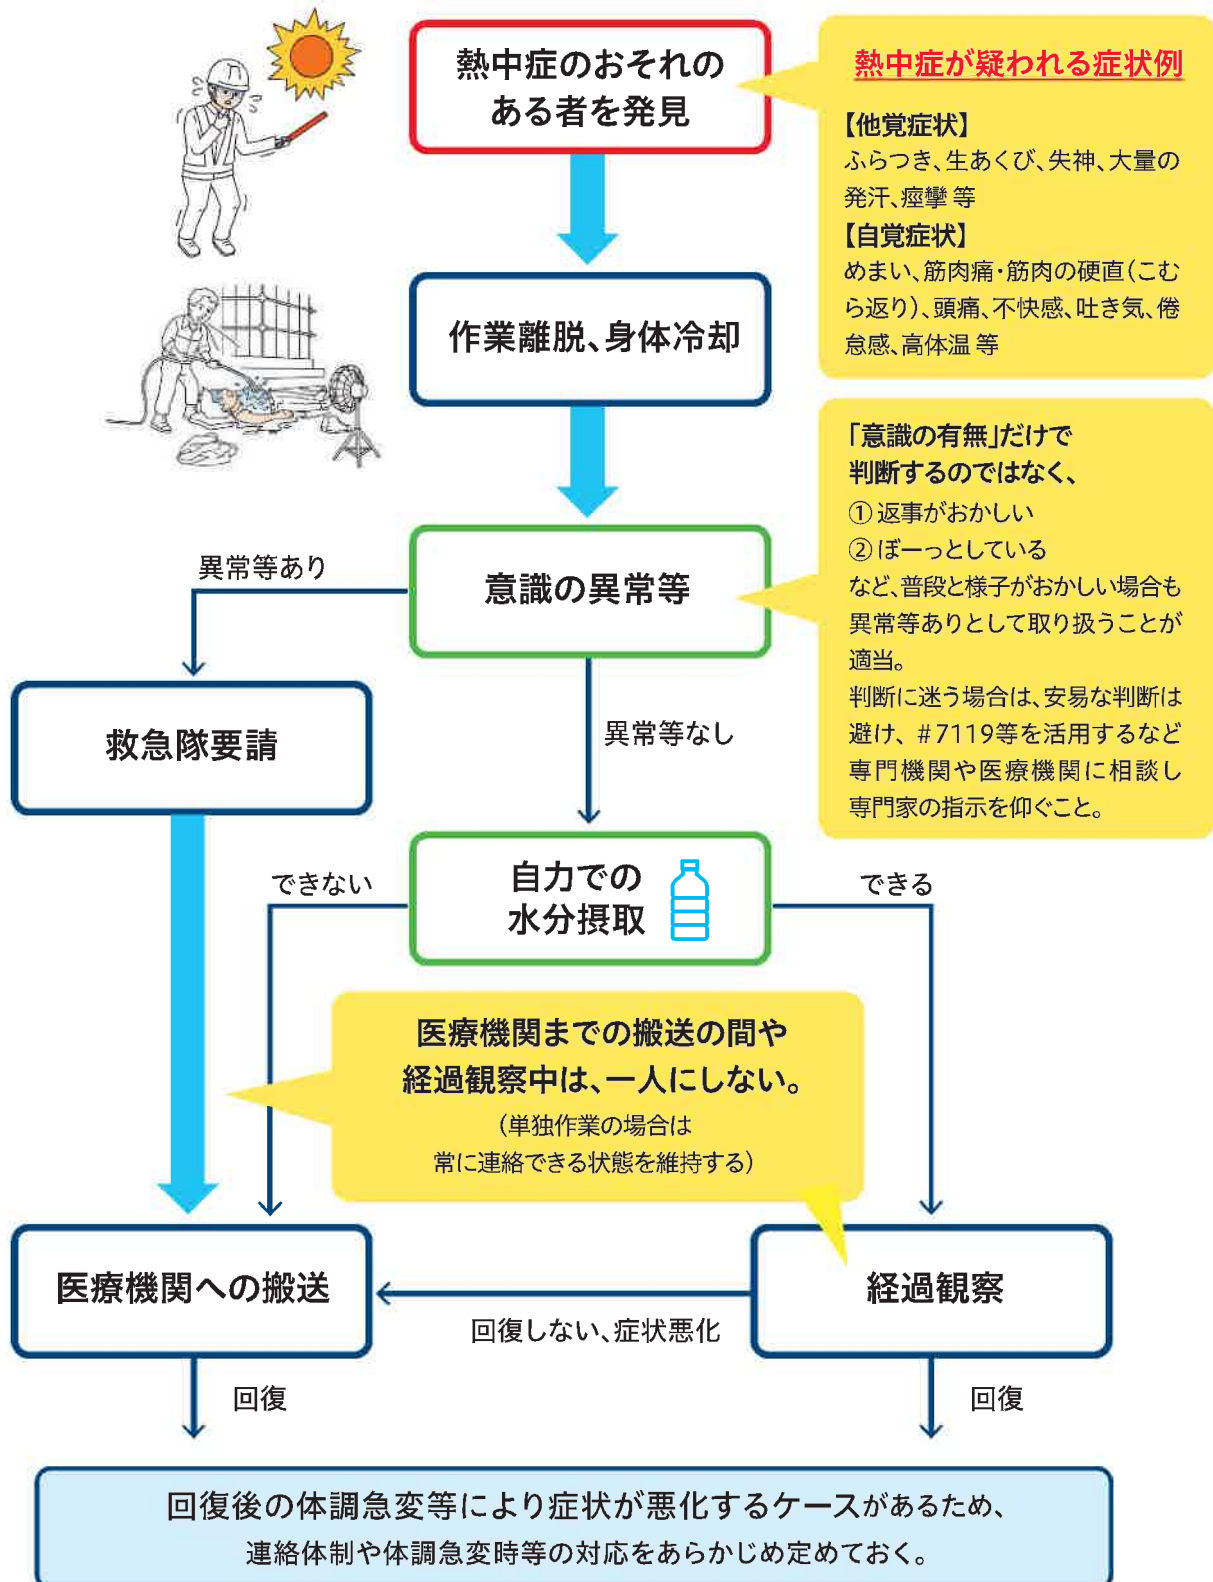 熱中症のおそれの
ある者を発見
熱中症が疑われる症状例
【他覚症状】
ふらつき、生あくび、失神、大量の
発汗、痙攣 等
【自覚症状】
めまい、筋肉痛・筋肉の硬直(こむ
ら返り)、頭痛、不快感、吐き気、倦
怠感、高体温 等
作業離脱、身体冷却
「意識の有無」だけで
判断するのではなく、
① 返事がおかしい
② ぼーっとしている
など、普段と様子がおかしい場合も
異常等ありとして取り扱うことが
適当。
判断に迷う場合は、安易な判断は
避け、#7119等を活用するなど
専門機関や医療機関に相談し
専門家の指示を仰ぐこと。
意識の異常等
異常等あり
救急隊要請
異常等なし
自力での
水分摂取
できない
できる
医療機関までの搬送の間や
経過観察中は、一人にしない。
(単独作業の場合は
常に連絡できる状態を維持する)
医療機関への搬送
経過観察
回復しない、症状悪化
回復
回復
回復後の体調急変等により症状が悪化するケースがあるため、
連絡体制や体調急変時等の対応をあらかじめ定めておく。